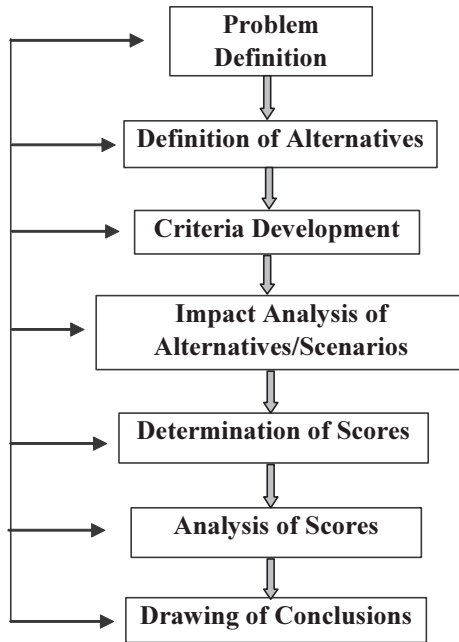 Problem
Definition
Definition of Alternatives
Criteria Development
Impact Analysis of
Alternatives/Scenarios
Determination of Scores
Analysis of Scores
Drawing of Conclusions